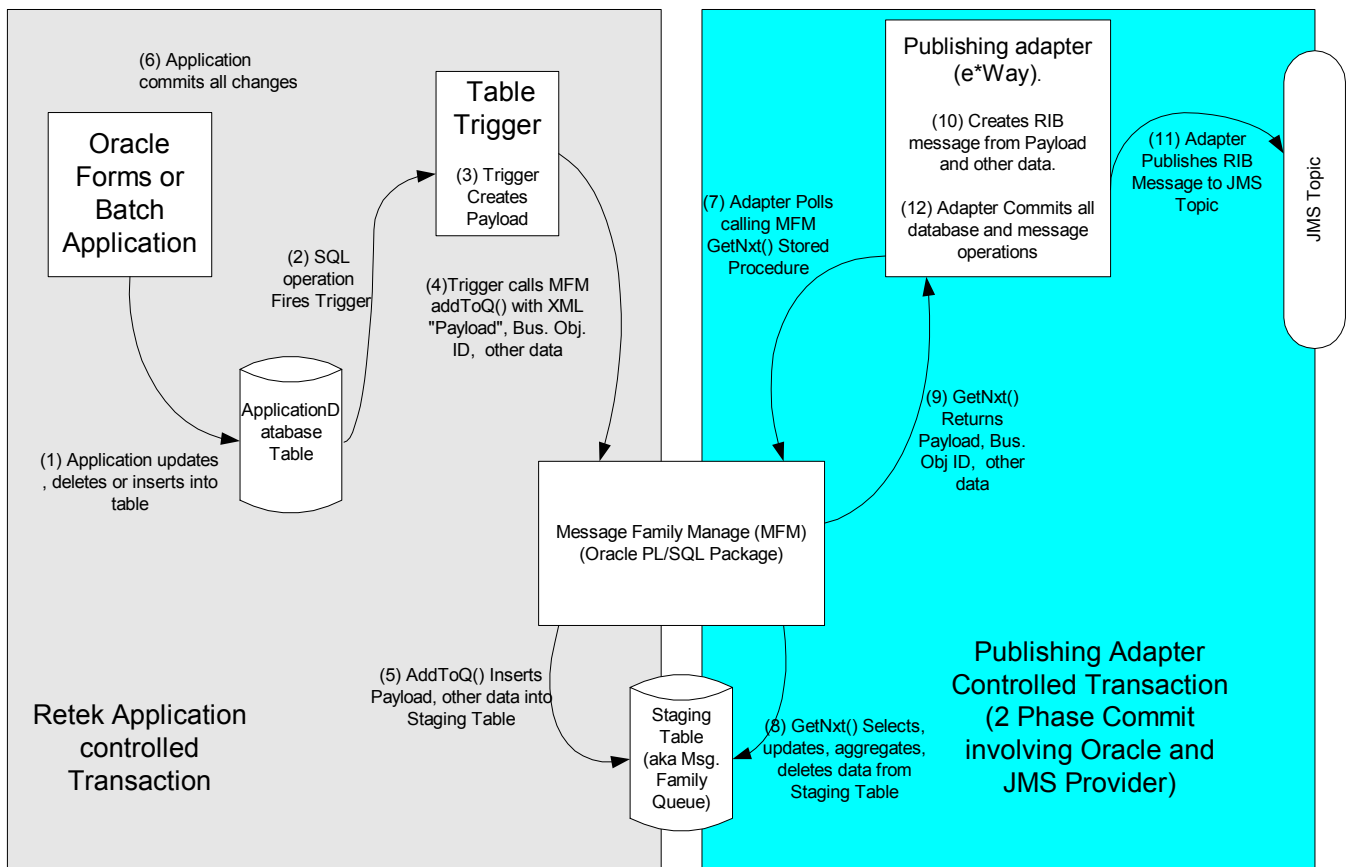 (6) Application
commits all changes
Oracle
Forms or
Batch
Application
Table
Trigger
(3) Trigger
Creates
Payload
(2) SQL
operation
Fires Trigger
(4)Trigger calls MFM
addToQ() with XML
"Payload", Bus. Obj.
ID,  other data
ApplicationD
atabase
Table
(1) Application updates
, deletes or inserts into
table
Publishing adapter
(e*Way).
(10) Creates RIB
message from Payload
and other data.
(12) Adapter Commits all
database and message
operations
(11) Adapter
Publishes RIB
Message to JMS
Topic
JMS Topic
(7) Adapter Polls
calling MFM
GetNxt() Stored
Procedure
(9) GetNxt()
Returns
Payload, Bus.
Obj ID,  other
data
Message Family Manage (MFM)
(Oracle PL/SQL Package)
(5) AddToQ() Inserts
Payload, other data into
Staging Table
Staging
Table
(aka Msg.
Family
Queue)
(8) GetNxt() Selects,
updates, aggregates,
deletes data from
Staging Table
Retek Application
controlled
Transaction
Publishing Adapter
Controlled Transaction
(2 Phase Commit
involving Oracle and
JMS Provider)